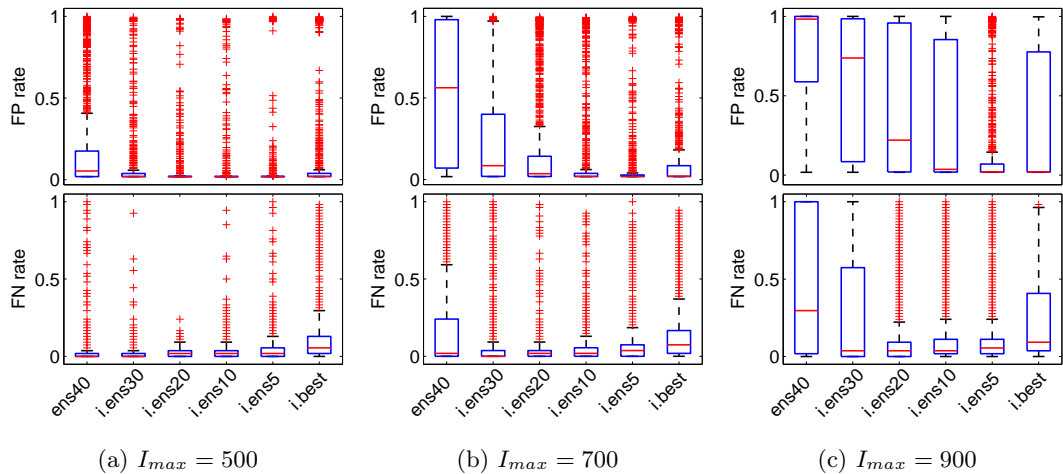 1
FP rate
0.5
0
1
FP rate
0.5
0
1
FP rate
0.5
0
1
FN rate
0.5
0
1
FN rate
0.5
0
1
FN rate
0.5
0
ens40 i.ens30 i.ens20 i.ens10 i.ens5 i.best
ens40 i.ens30 i.ens20 i.ens10 i.ens5 i.best
ens40 i.ens30 i.ens20 i.ens10 i.ens5 i.best
(a) I_max = 500
(b) I_max = 700
(c) I_max = 900